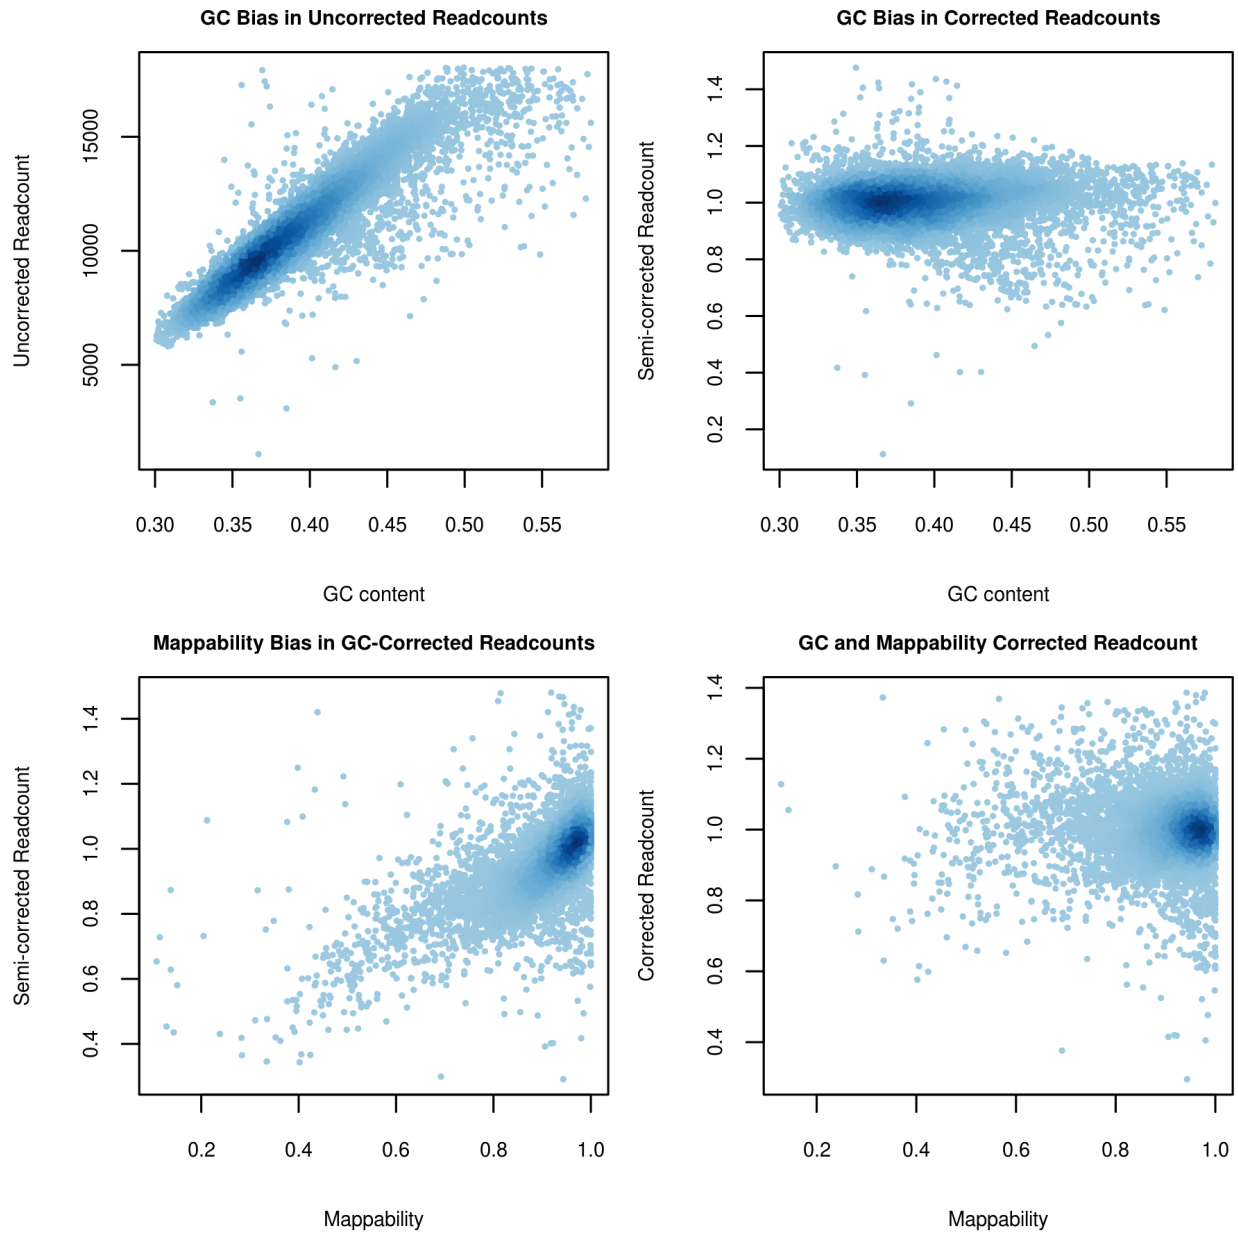 GC Bias in Uncorrected Readcounts
Uncorrected Readcount
15000
10000
5000
0.30 0.35 0.40 0.45 0.50 0.55
GC content
GC Bias in Corrected Readcounts
Semi-corrected Readcount
1.4
1.2
1.0
0.8
0.6
0.4
0.2
0.30 0.35 0.40 0.45 0.50 0.55
GC content
Mappability Bias in GC-Corrected Readcounts
Semi-corrected Readcount
1.4
1.2
1.0
0.8
0.6
0.4
0.2 0.4 0.6 0.8 1.0
Mappability
GC and Mappability Corrected Readcount
Corrected Readcount
1.4
1.2
1.0
0.8
0.6
0.4
0.2 0.4 0.6 0.8 1.0
Mappability